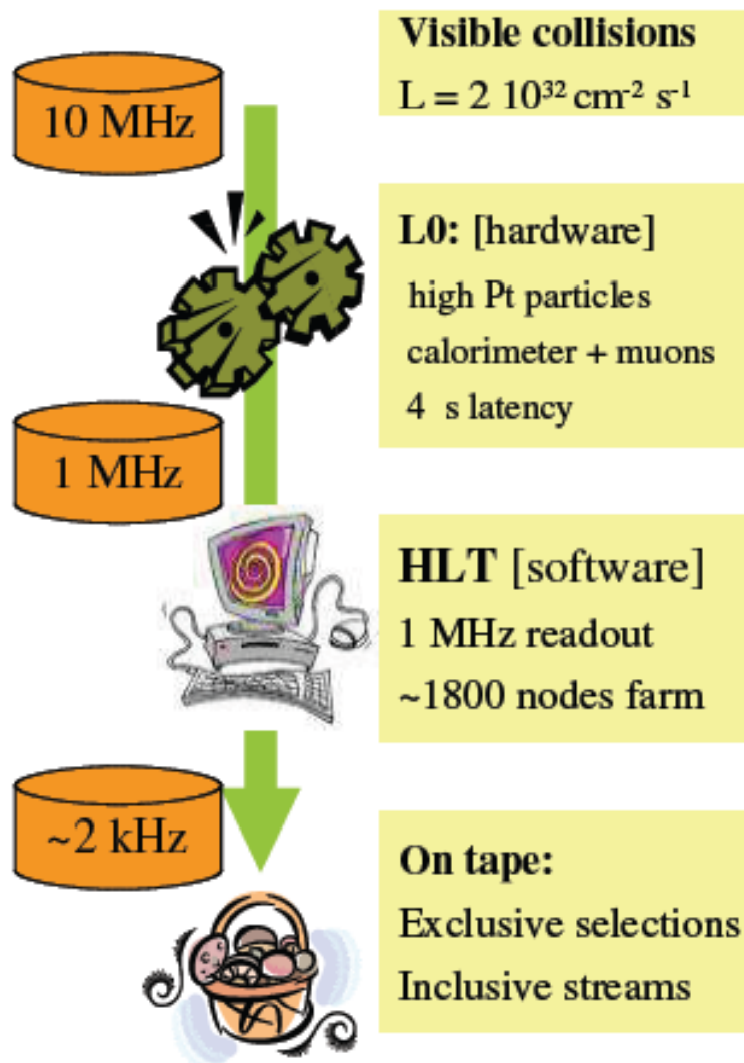 Visible collisions
L = 2 10³² cm⁻² s⁻¹
10 MHz
L0: [hardware]
high Pt particles
calorimeter + muons
4 s latency
1 MHz
HLT [software]
1 MHz readout
~1800 nodes farm
~2 kHz
On tape:
Exclusive selections
Inclusive streams